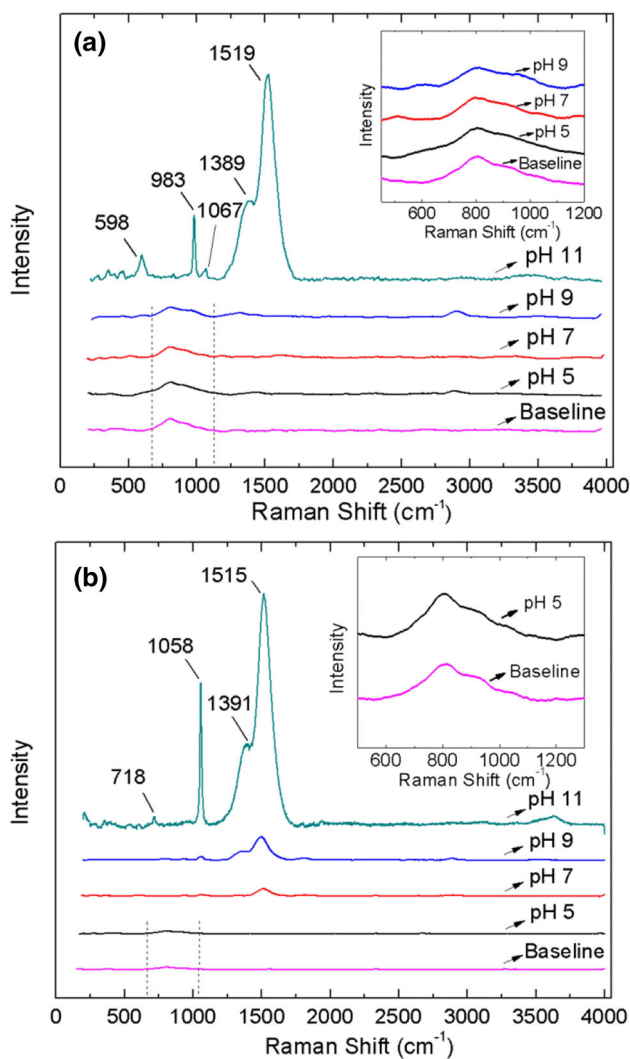 (a)
1519
1389
983
1067
598
pH 11
pH 9
pH 7
pH 5
Baseline
Intensity
0 500 1000 1500 2000 2500 3000 3500 4000
Raman Shift (cm-1)
pH 9
pH 7
pH 5
Baseline
Intensity
600 800 1000 1200
Raman Shift (cm-1)
(b)
1515
1058
1391
718
pH 11
pH 9
pH 7
pH 5
Baseline
Intensity
0 500 1000 1500 2000 2500 3000 3500 4000
Raman Shift (cm-1)
pH 5
Baseline
Intensity
600 800 1000 1200
Raman Shift (cm-1)